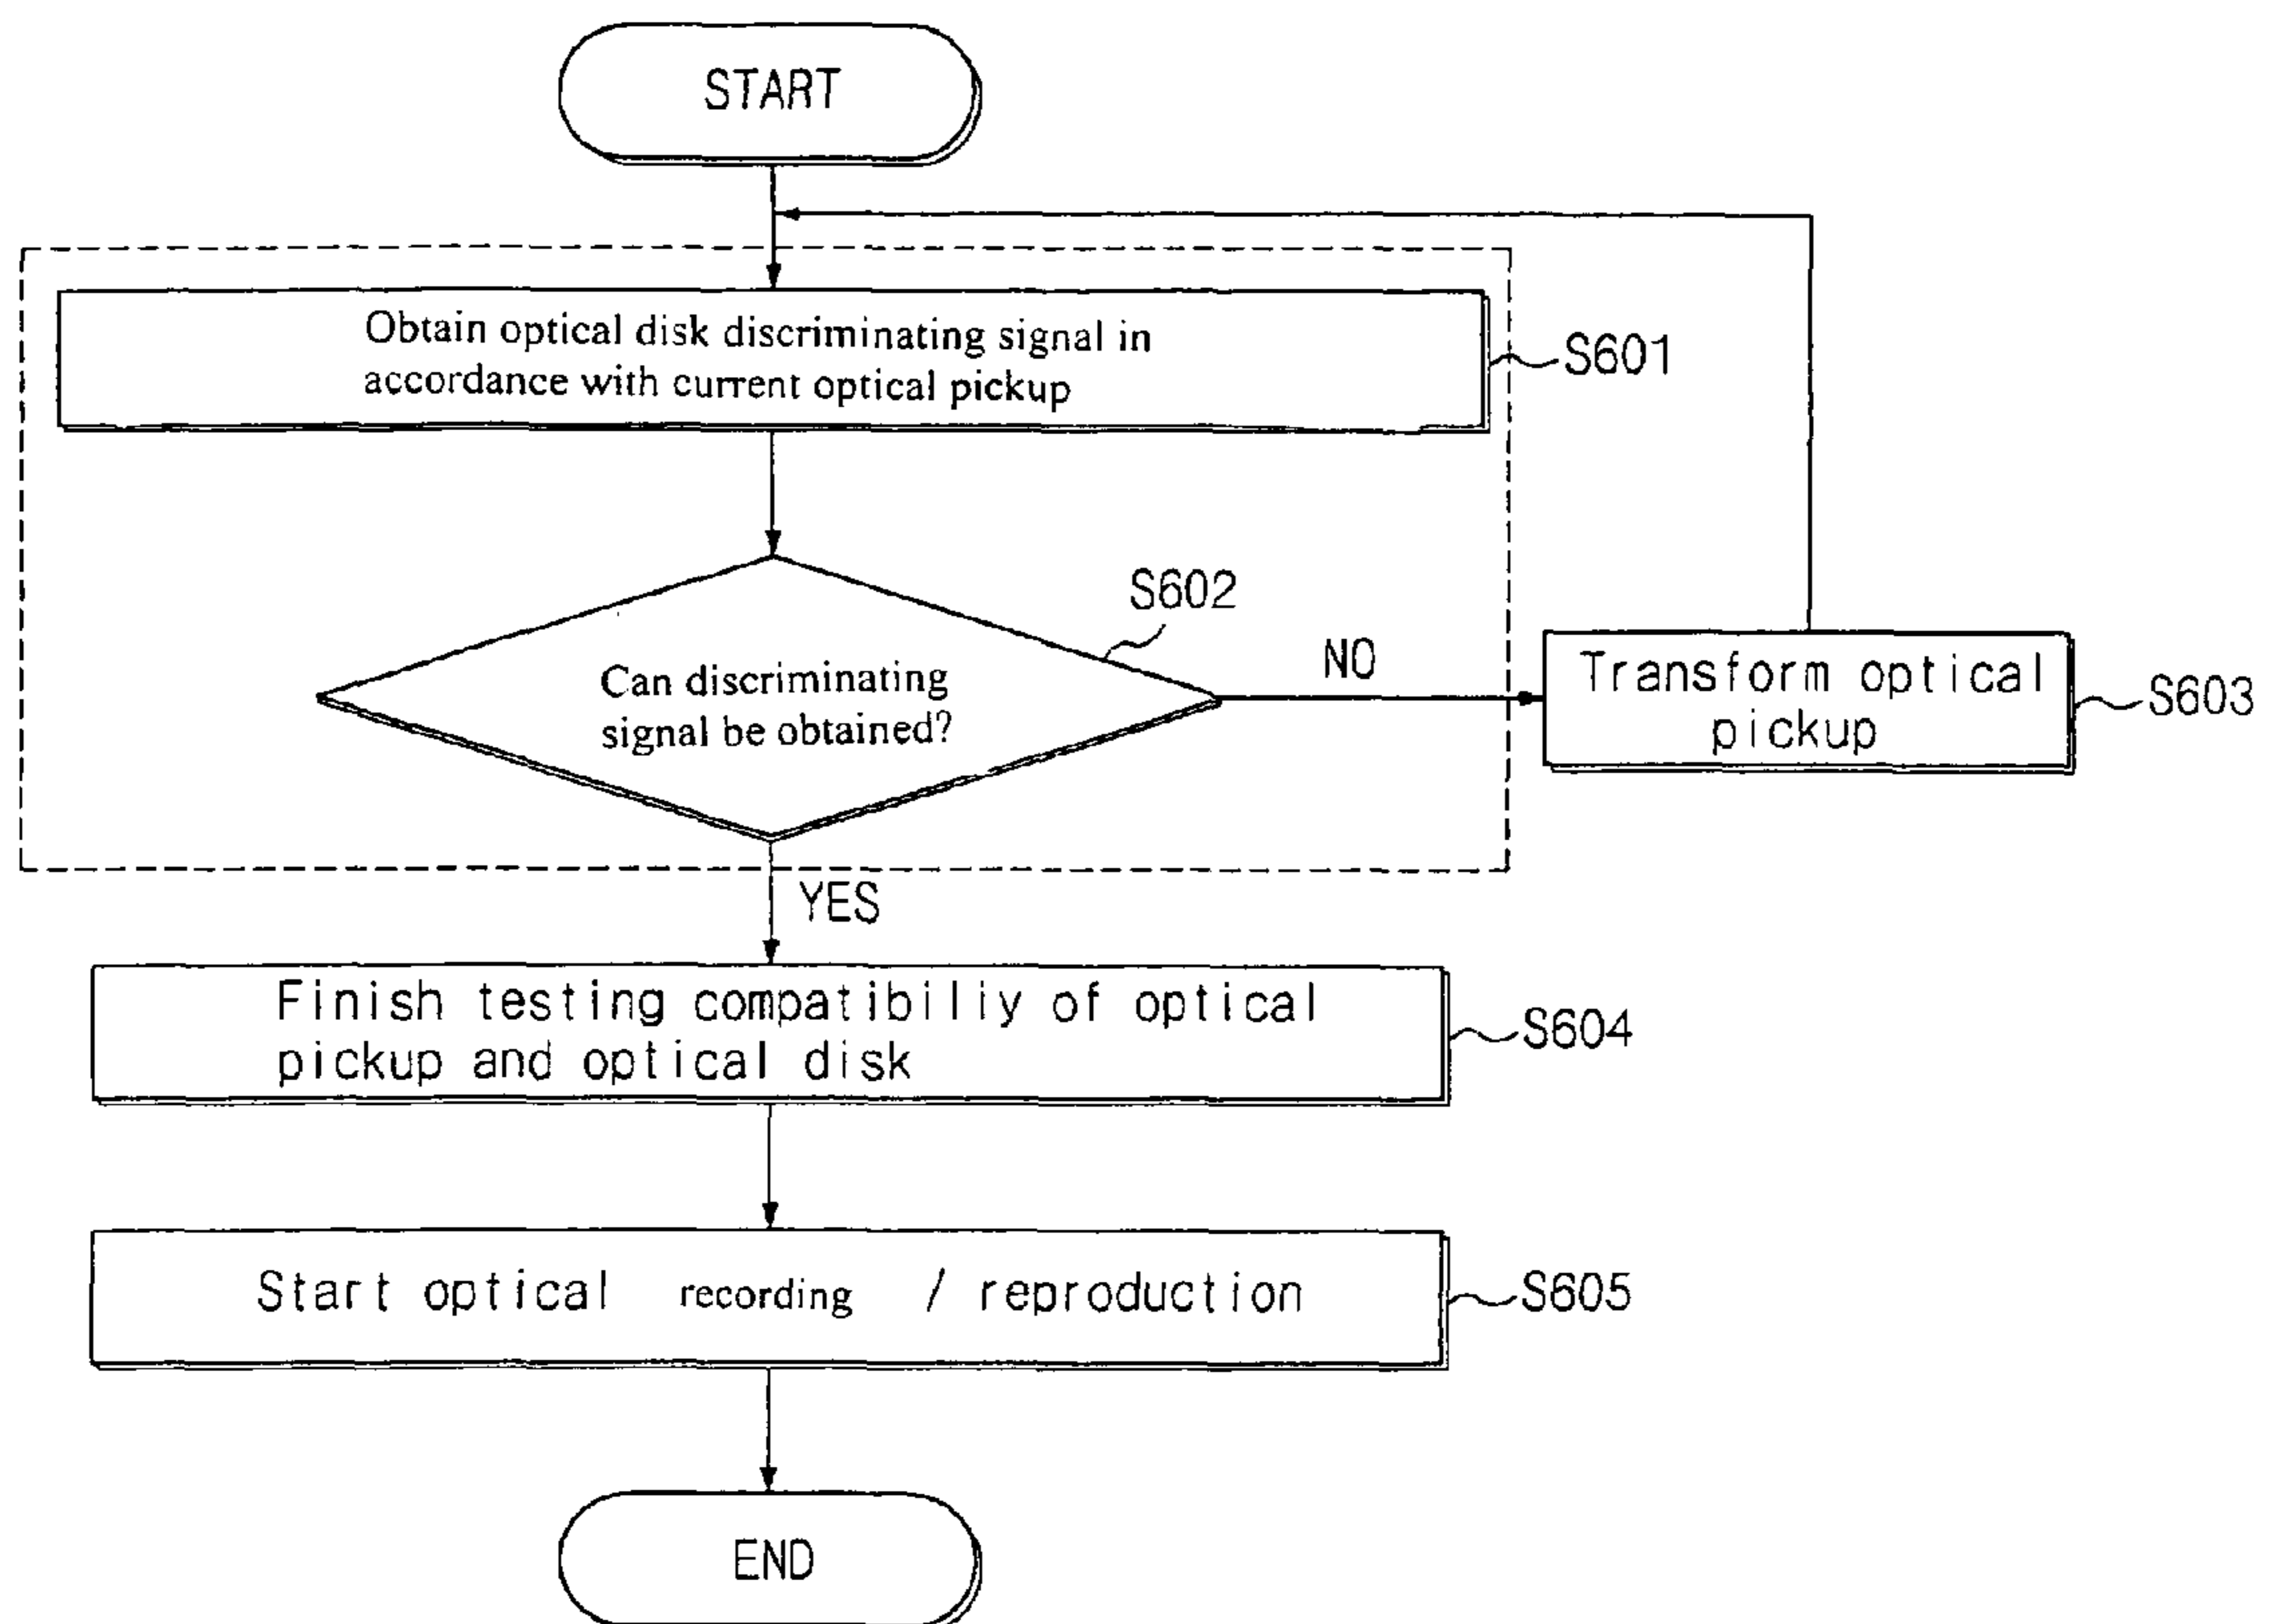 START
Obtain optical disk discriminating signal in
accordance with current optical pickup
S601
S602
Can discriminating
signal be obtained?
NO
Transform optical
pickup
S603
YES
Finish testing compatibiliy of optical
pickup and optical disk
S604
Start optical recording / reproduction
S605
END